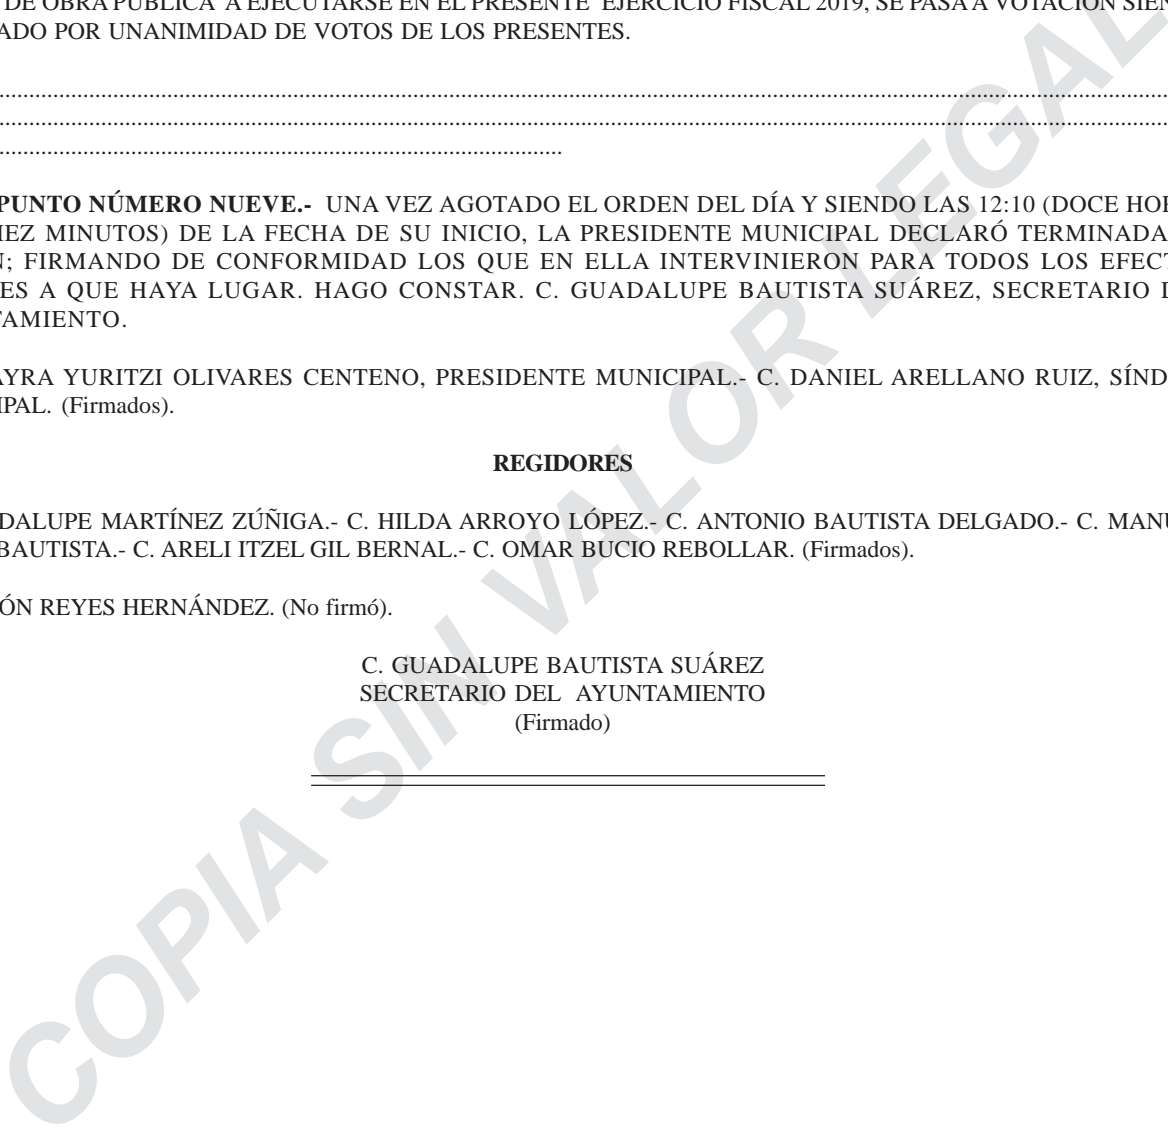 DE OBRA PÚBLICA A EJECUTARSE EN EL PRESENTE EJERCICIO FISCAL 2019, SE PASA A VOTACIÓN
ADO POR UNANIMIDAD DE VOTOS DE LOS PRESENTES.
PUNTO NÚMERO NUEVE.- UNA VEZ AGOTADO EL ORDEN DEL DÍA Y SIENDO LAS 12:10 (DOCE
MINUTOS) DE LA FECHA DE SU INICIO, LA PRESIDENTE MUNICIPAL DECLARÓ TERMINADA
N; FIRMANDO DE CONFORMIDAD LOS QUE EN ELLA INTERVINIERON PARA TODOS LOS EFECT
ES A QUE HAYA LUGAR. HAGO CONSTAR. C. GUADALUPE BAUTISTA SUÁREZ, SECRETARIO
TAMIENTO.
AYRA YURITZI OLIVARES CENTENO, PRESIDENTE MUNICIPAL.- C. DANIEL ARELLANO RUIZ, SÍND
IPAL. (Firmados).
REGIDORES
DALUPE MARTÍNEZ ZÚÑIGA.- C. HILDA ARROYO LÓPEZ.- C. ANTONIO BAUTISTA DELGADO.- C. MANU
BAUTISTA.- C. ARELI ITZEL GIL BERNAL.- C. OMAR BUCIO REBOLLAR. (Firmados).
ÓN REYES HERNÁNDEZ. (No firmó).
C. GUADALUPE BAUTISTA SUÁREZ
SECRETARIO DEL AYUNTAMIENTO
(Firmado)
COPIA SIN VALOR LEGAL